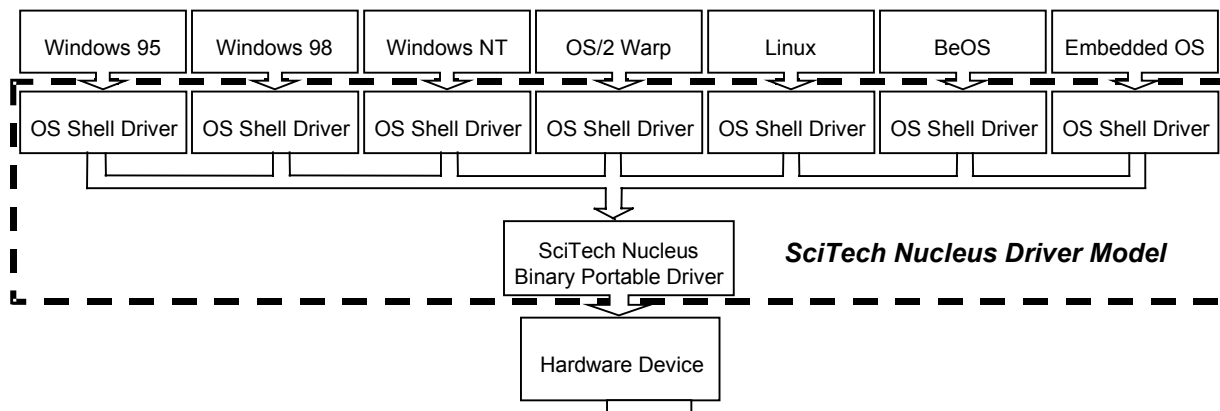 Windows 95
Windows 98
Windows NT
OS/2 Warp
Linux
BeOS
Embedded OS
OS Shell Driver
OS Shell Driver
OS Shell Driver
OS Shell Driver
OS Shell Driver
OS Shell Driver
OS Shell Driver
SciTech Nucleus
Binary Portable Driver
SciTech Nucleus Driver Model
Hardware Device